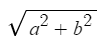 √(a² + b²)